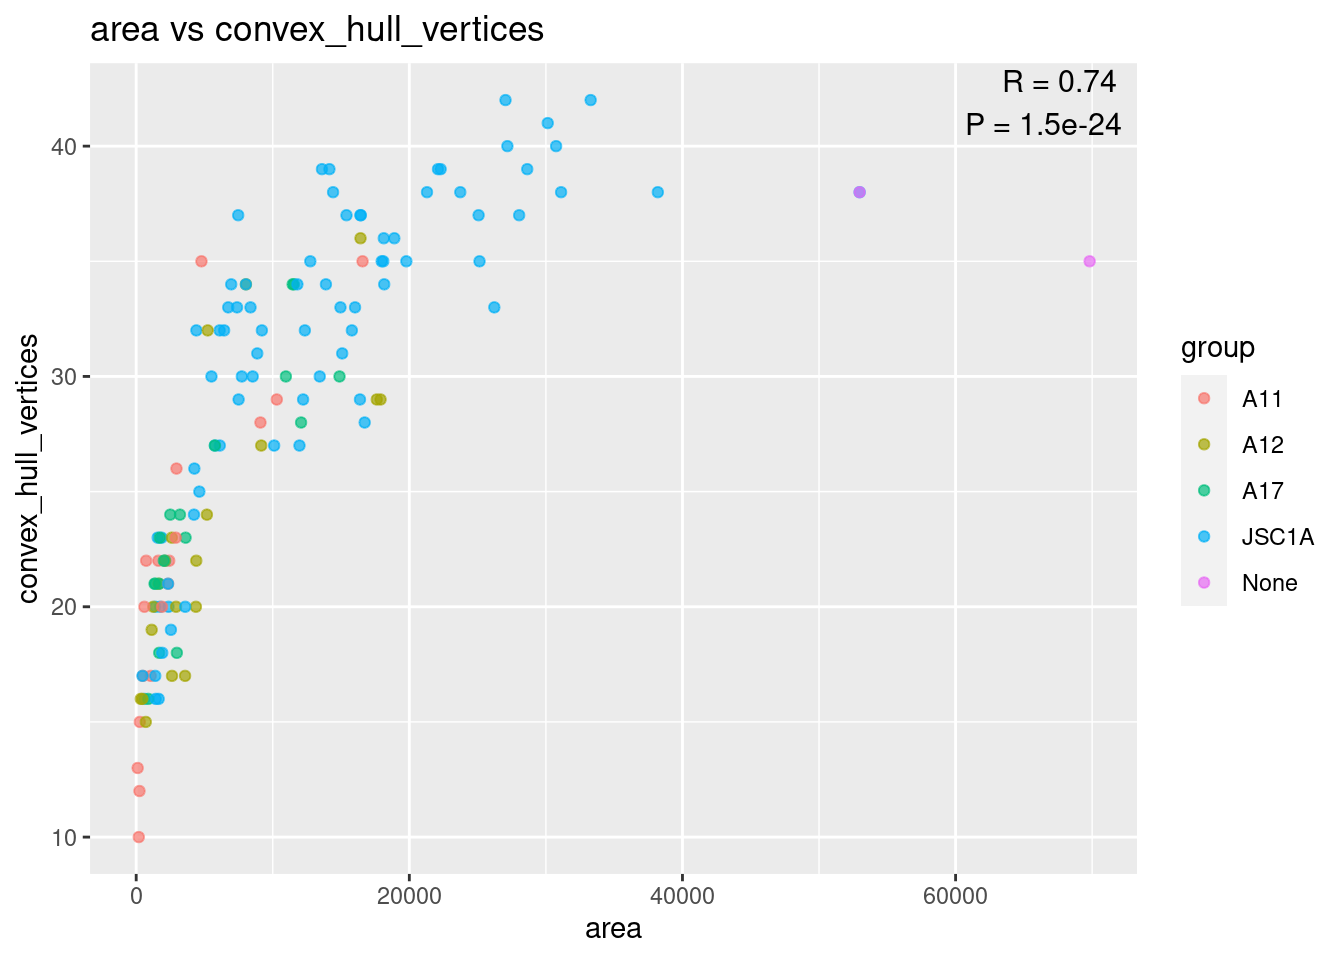 area vs convex_hull_vertices
R = 0.74
P = 1.5e-24
40
30
20
10
convex_hull_vertices
0
20000
40000
60000
area
group
A11
A12
A17
JSC1A
None